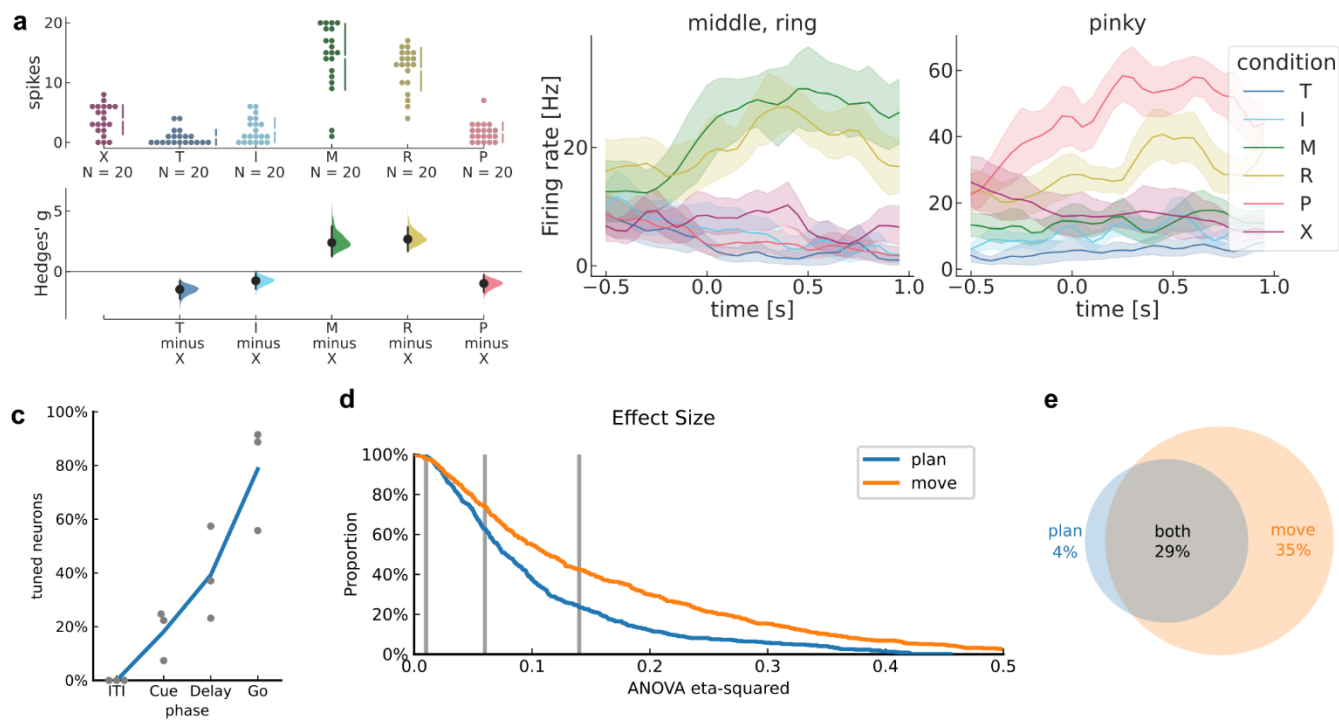 a
spikes
20
10
0
X
T
I
M
R
P
N = 20
N = 20
N = 20
N = 20
N = 20
N = 20
Hedges' g
5
0
T
minus
X
I
minus
X
M
minus
X
R
minus
X
P
minus
X
middle, ring
Firing rate [Hz]
20
0
−0.5
0.0
0.5
1.0
time [s]
pinky
60
40
20
0
−0.5
0.0
0.5
1.0
time [s]
condition
T
I
M
R
P
X
c
tuned neurons
100%
80%
60%
40%
20%
0%
ITI
Cue
Delay
Go
phase
d
Effect Size
Proportion
100%
80%
60%
40%
20%
0%
0.0
0.1
0.2
0.3
0.4
0.5
ANOVA eta-squared
plan
move
e
plan
4%
both
29%
move
35%